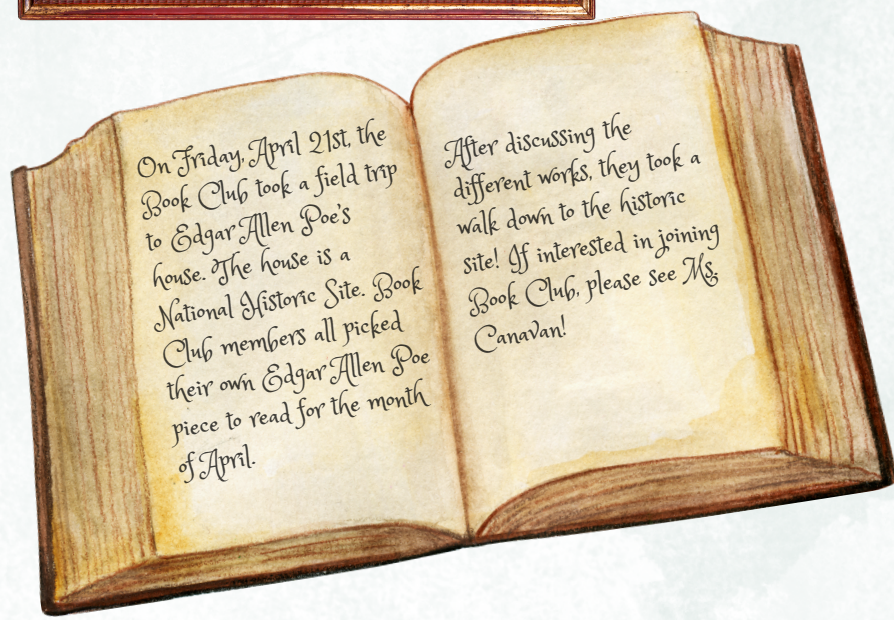 On Friday, April 21st, the
Book Club took a field trip
to Edgar Allen Poe's
house. The house is a
National Historic Site. Book
Club members all picked
their own Edgar Allen Poe
piece to read for the month
of April.
After discussing the
different works, they took a
walk down to the historic
site! If interested in joining
Book Club, please see Ms.
Canavan!